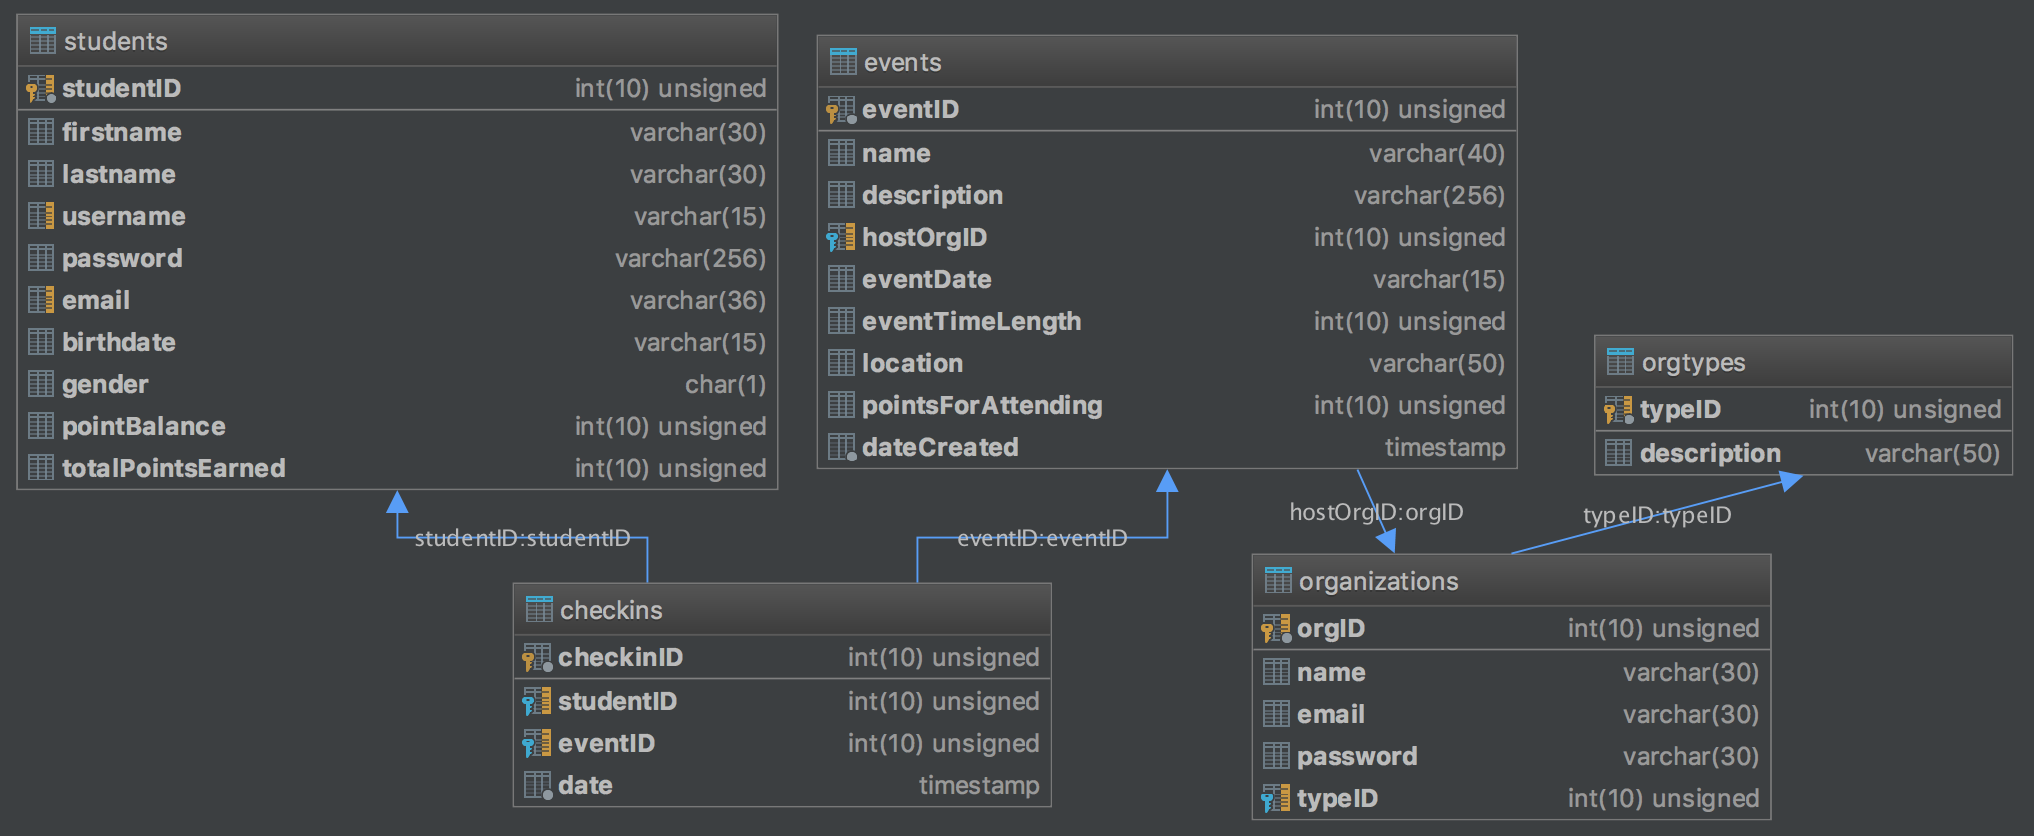 students
studentID int(10) unsigned
firstname varchar(30)
lastname varchar(30)
username varchar(15)
password varchar(256)
email varchar(36)
birthdate varchar(15)
gender char(1)
pointBalance int(10) unsigned
totalPointsEarned int(10) unsigned
events
eventID int(10) unsigned
name varchar(40)
description varchar(256)
hostOrgID int(10) unsigned
eventDate varchar(15)
eventTimeLength int(10) unsigned
location varchar(50)
pointsForAttending int(10) unsigned
dateCreated timestamp
orgtypes
typeID int(10) unsigned
description varchar(50)
hostOrgID:orgID
typeID:typeID
studentID:studentID
eventID:eventID
checkins
checkinID int(10) unsigned
studentID int(10) unsigned
eventID int(10) unsigned
date timestamp
organizations
orgID int(10) unsigned
name varchar(30)
email varchar(30)
password varchar(30)
typeID int(10) unsigned